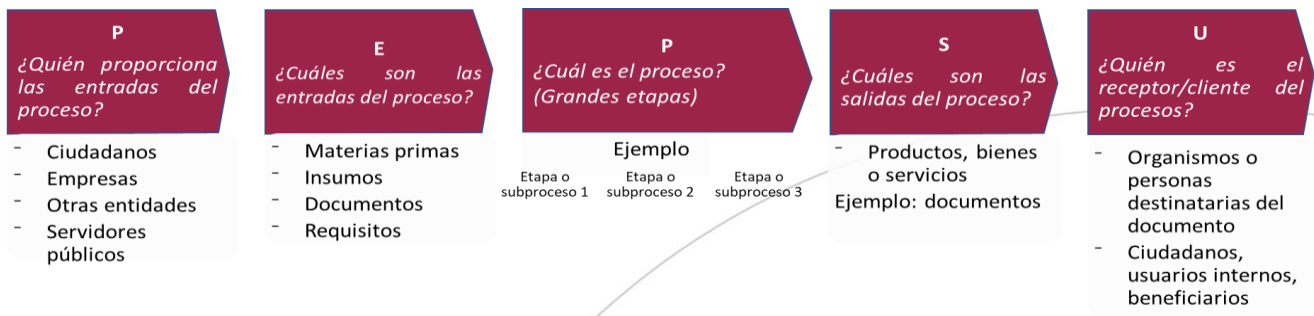 P
¿Quién proporciona
las entradas del
proceso?
- Ciudadanos
- Empresas
- Otras entidades
- Servidores
públicos
E
¿Cuáles son las
entradas del proceso?
- Materias primas
- Insumos
- Documentos
- Requisitos
P
¿Cuál es el proceso?
(Grandes etapas)
Ejemplo
Etapa o
subproceso 1
Etapa o
subproceso 2
Etapa o
subproceso 3
S
¿Cuáles son las
salidas del proceso?
- Productos, bienes
o servicios
Ejemplo: documentos
U
¿Quién es el
receptor/cliente del
procesos?
- Organismos o
personas
destinatarias del
documento
- Ciudadanos,
usuarios internos,
beneficiarios